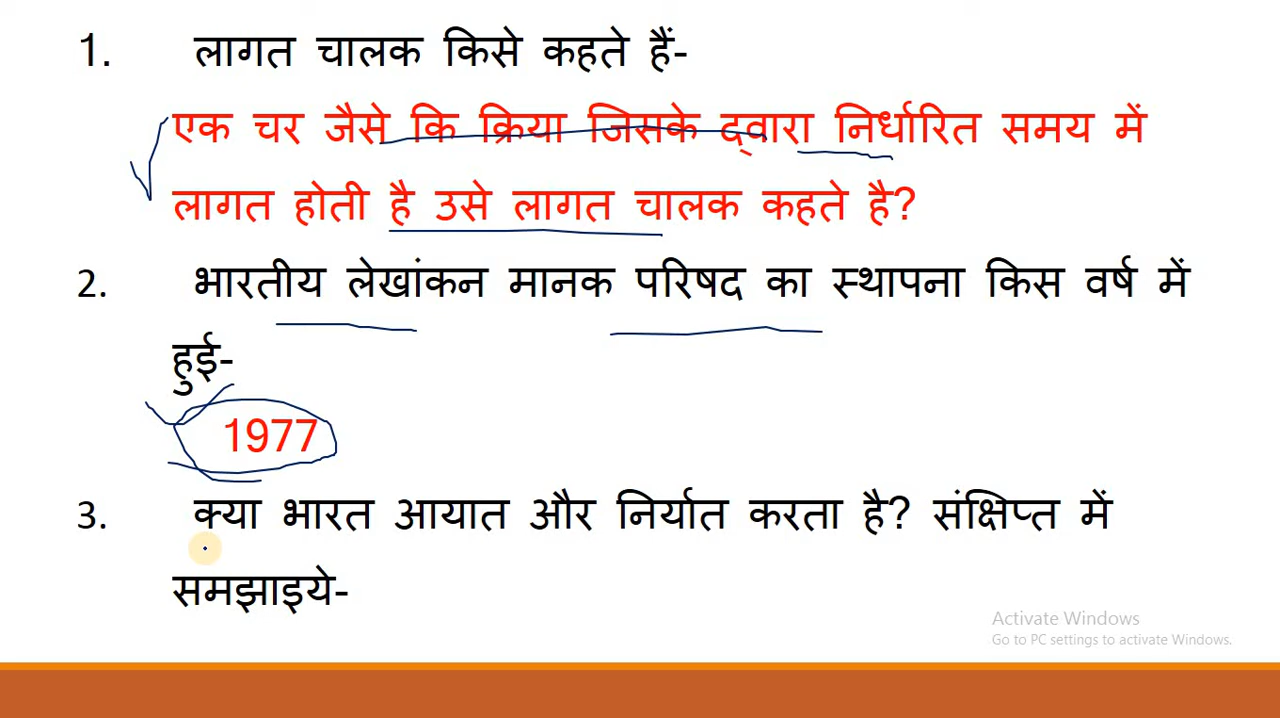 1. लागत चालक किसे कहते हैं-
एक चर जैसे कि क्रिया जिसके द्वारा निर्धारित समय में
लागत होती है उसे लागत चालक कहते है?
2. भारतीय लेखांकन मानक परिषद का स्थापना किस वर्ष में
हुई-
1977
3. क्या भारत आयात और निर्यात करता है? संक्षिप्त में
समझाइये-
Activate Windows
Go to PC settings to activate Windows.